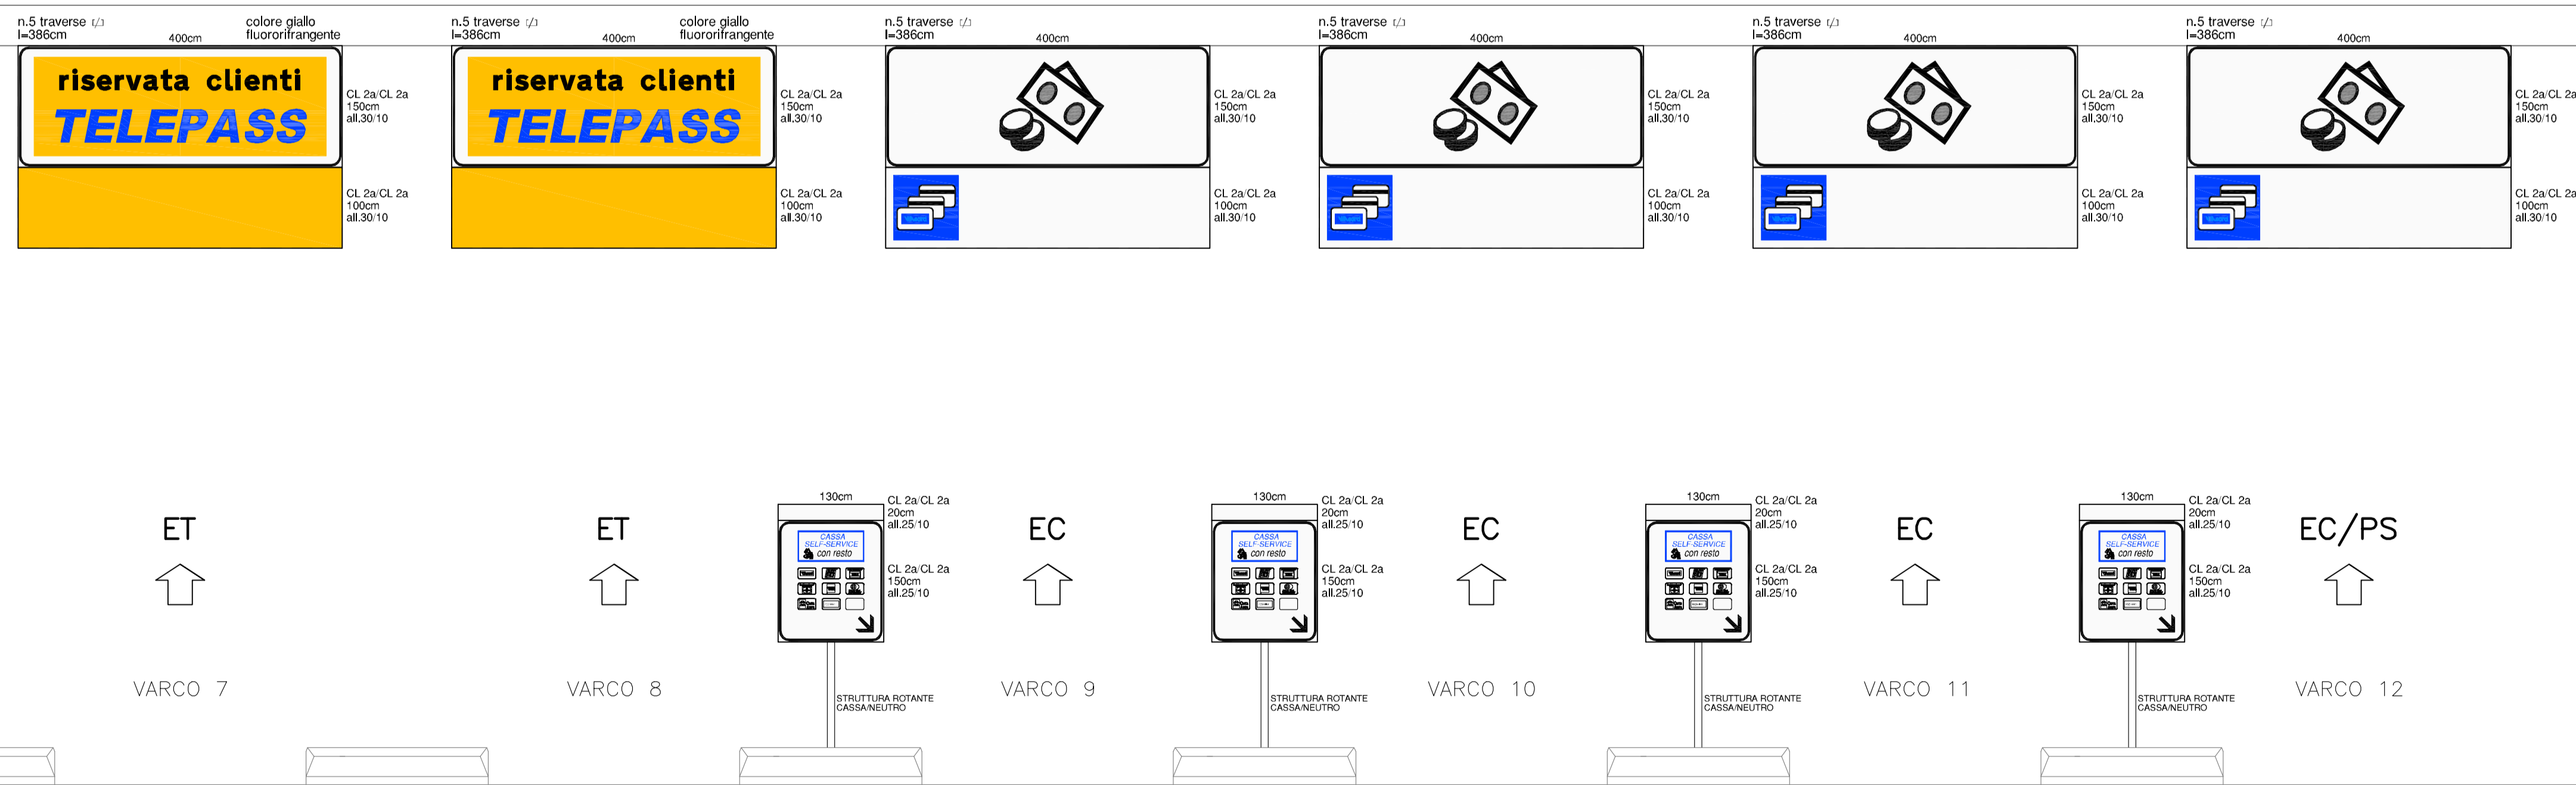 n.5 traverse
l=386cm
400cm
colore giallo
fluororifrangente
n.5 traverse
l=386cm
400cm
colore giallo
fluororifrangente
n.5 traverse
l=386cm
400cm
n.5 traverse
l=386cm
400cm
n.5 traverse
l=386cm
400cm
n.5 traverse
l=386cm
400cm
riservata clienti
TELEPASS
CL 2a/CL 2a
150cm
all.30/10
riservata clienti
TELEPASS
CL 2a/CL 2a
150cm
all.30/10
CL 2a/CL 2a
150cm
all.30/10
CL 2a/CL 2a
150cm
all.30/10
CL 2a/CL 2a
150cm
all.30/10
CL 2a/CL 2a
150cm
all.30/10
CL 2a/CL 2a
100cm
all.30/10
CL 2a/CL 2a
100cm
all.30/10
CL 2a/CL 2a
100cm
all.30/10
CL 2a/CL 2a
100cm
all.30/10
CL 2a/CL 2a
100cm
all.30/10
CL 2a/CL 2a
100cm
all.30/10
ET
ET
130cm
CL 2a/CL 2a
20cm
all.25/10
CASSA
SELF-SERVICE
con resto
CL 2a/CL 2a
150cm
all.25/10
EC
130cm
CL 2a/CL 2a
20cm
all.25/10
CASSA
SELF-SERVICE
con resto
CL 2a/CL 2a
150cm
all.25/10
EC
130cm
CL 2a/CL 2a
20cm
all.25/10
CASSA
SELF-SERVICE
con resto
CL 2a/CL 2a
150cm
all.25/10
EC
130cm
CL 2a/CL 2a
20cm
all.25/10
CASSA
SELF-SERVICE
con resto
CL 2a/CL 2a
150cm
all.25/10
EC/PS
VARCO 7
VARCO 8
STRUTTURA ROTANTE
CASSA/NEUTRO
VARCO 9
STRUTTURA ROTANTE
CASSA/NEUTRO
VARCO 10
STRUTTURA ROTANTE
CASSA/NEUTRO
VARCO 11
STRUTTURA ROTANTE
CASSA/NEUTRO
VARCO 12